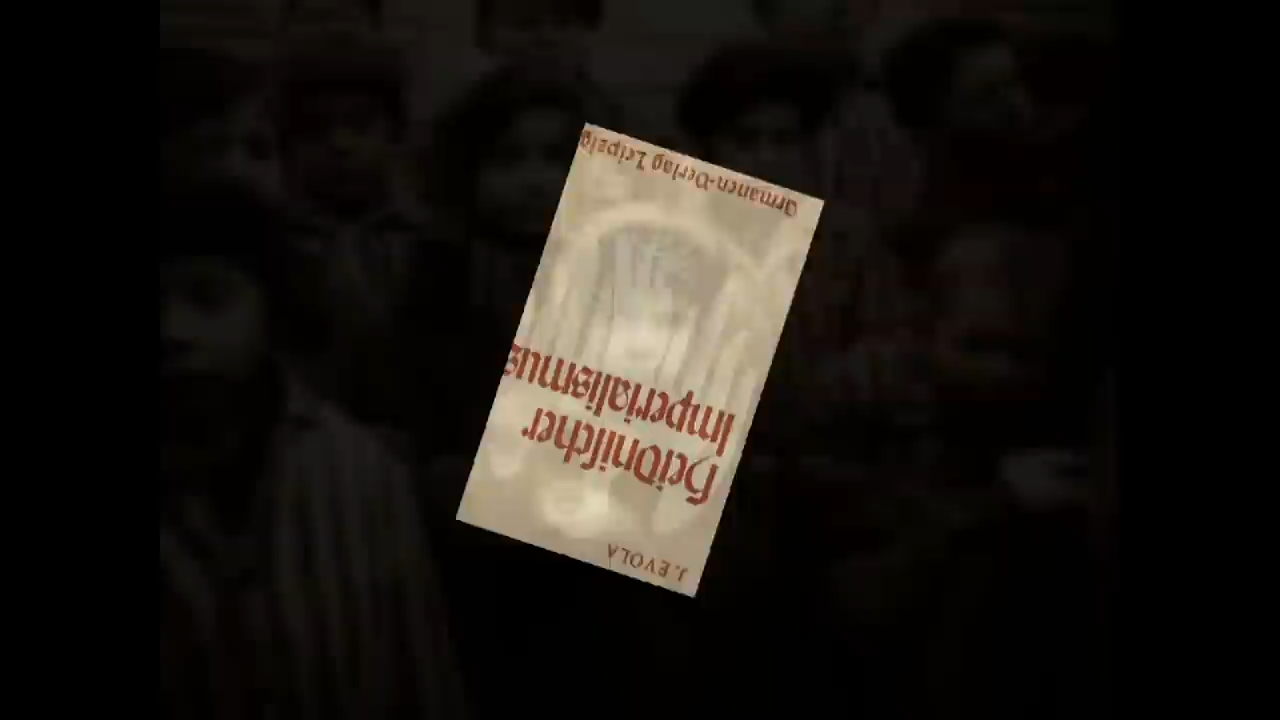 J. EVOLA
Heidnischer
Imperialismus
Armanen-Verlag Leipzig